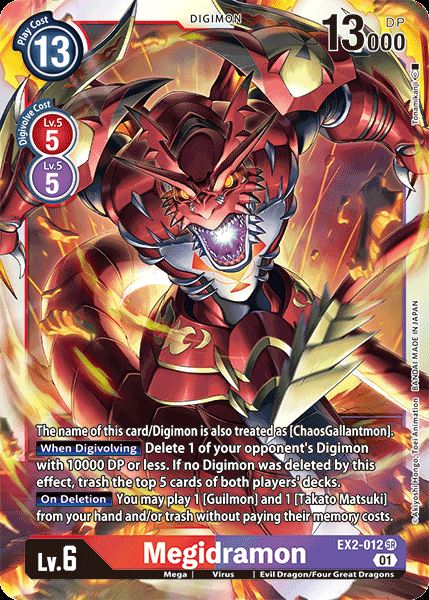 Play Cost
13
DIGIMON
DP
13000
Digivolve Cost
Lv.5
5
Lv.5
5
Tonamikanji
©Akiyoshi Hongo, Toei Animation BANDAI MADE IN JAPAN
The name of this card/Digimon is also treated as [ChaosGallantmon].
When Digivolving Delete 1 of your opponent's Digimon
with 10000 DP or less. If no Digimon was deleted by this
effect, trash the top 5 cards of both players' decks.
On Deletion You may play 1 [Guilmon] and 1 [Takato Matsuki]
from your hand and/or trash without paying their memory costs.
Lv.6
Megidramon
EX2-012 SR
01
Mega | Virus | Evil Dragon/Four Great Dragons